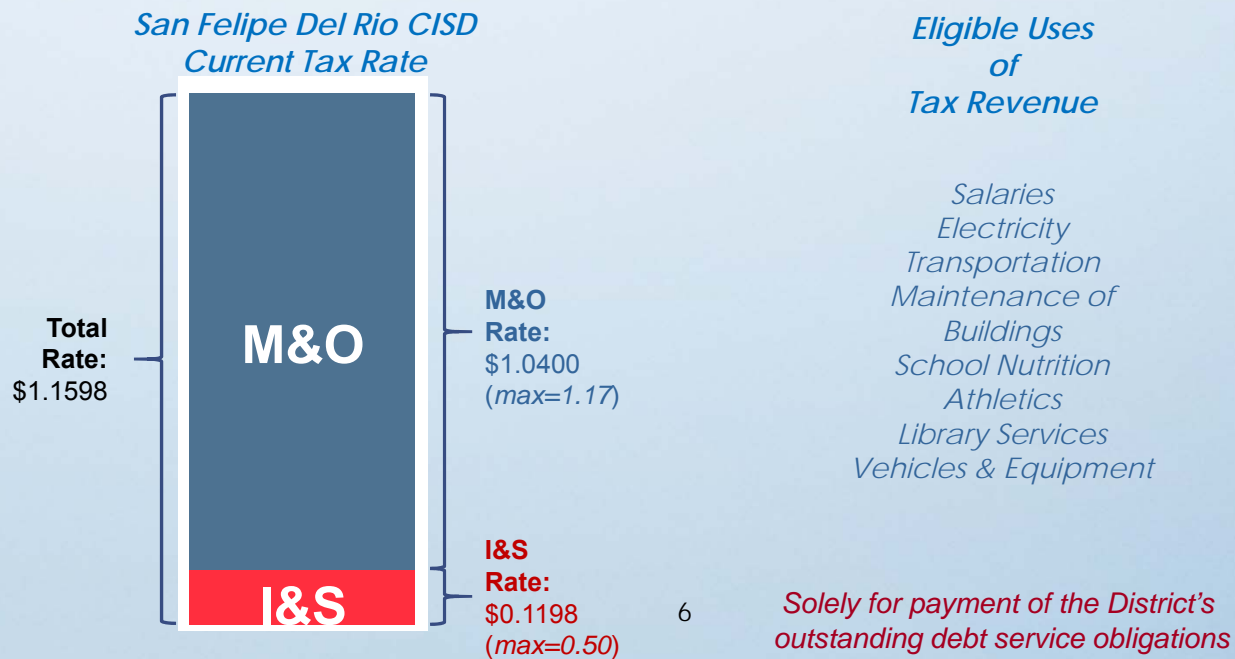 San Felipe Del Rio CISD
Current Tax Rate
Total
Rate:
$1.1598
M&O
I&S
M&O
Rate:
$1.0400
(max=1.17)
I&S
Rate:
$0.1198
(max=0.50)
Eligible Uses
of
Tax Revenue
Salaries
Electricity
Transportation
Maintenance of
Buildings
School Nutrition
Athletics
Library Services
Vehicles & Equipment
6
Solely for payment of the District's
outstanding debt service obligations